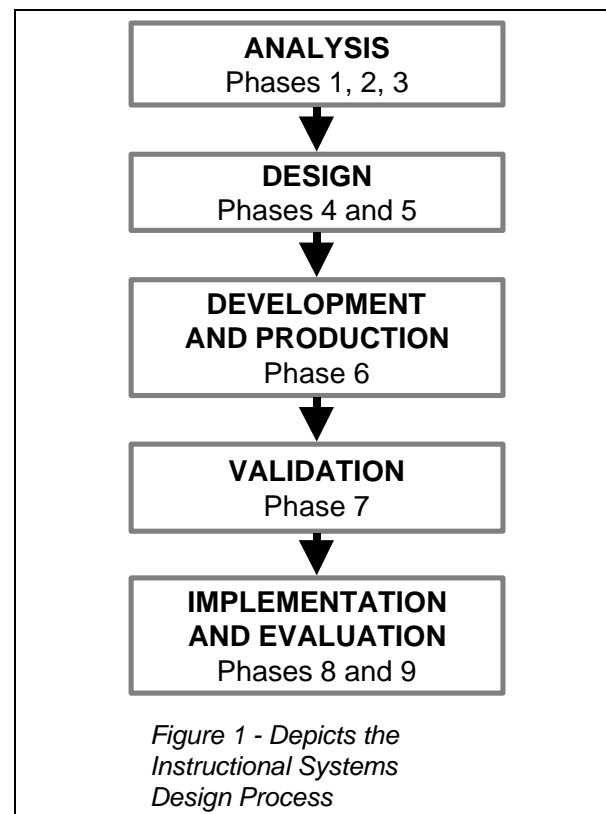 ANALYSIS
Phases 1, 2, 3
DESIGN
Phases 4 and 5
DEVELOPMENT
AND PRODUCTION
Phase 6
VALIDATION
Phase 7
IMPLEMENTATION
AND EVALUATION
Phases 8 and 9
Figure 1 - Depicts the
Instructional Systems
Design Process